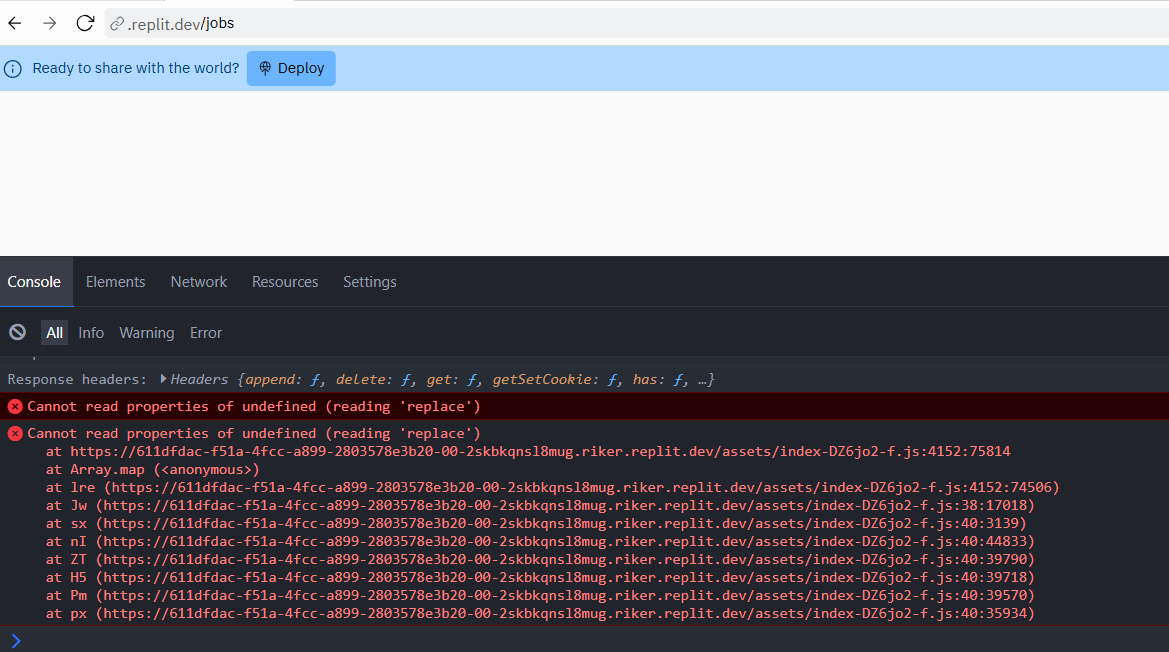 .replit.dev/jobs
Ready to share with the world? Deploy
Console Elements Network Resources Settings
All Info Warning Error
Response headers: ▶Headers {append: ƒ, delete: ƒ, get: ƒ, getSetCookie: ƒ, has: ƒ, …}
Cannot read properties of undefined (reading 'replace')
Cannot read properties of undefined (reading 'replace')
at https://611dfdac-f51a-4fcc-a899-2803578e3b20-00-2skbkqnsl8mug.riker.replit.dev/assets/index-DZ6jo2-f.js:4152:75814
at Array.map (<anonymous>)
at lre (https://611dfdac-f51a-4fcc-a899-2803578e3b20-00-2skbkqnsl8mug.riker.replit.dev/assets/index-DZ6jo2-f.js:4152:74506)
at Jw (https://611dfdac-f51a-4fcc-a899-2803578e3b20-00-2skbkqnsl8mug.riker.replit.dev/assets/index-DZ6jo2-f.js:38:17018)
at sx (https://611dfdac-f51a-4fcc-a899-2803578e3b20-00-2skbkqnsl8mug.riker.replit.dev/assets/index-DZ6jo2-f.js:40:3139)
at nI (https://611dfdac-f51a-4fcc-a899-2803578e3b20-00-2skbkqnsl8mug.riker.replit.dev/assets/index-DZ6jo2-f.js:40:44833)
at ZT (https://611dfdac-f51a-4fcc-a899-2803578e3b20-00-2skbkqnsl8mug.riker.replit.dev/assets/index-DZ6jo2-f.js:40:39790)
at H5 (https://611dfdac-f51a-4fcc-a899-2803578e3b20-00-2skbkqnsl8mug.riker.replit.dev/assets/index-DZ6jo2-f.js:40:39718)
at Pm (https://611dfdac-f51a-4fcc-a899-2803578e3b20-00-2skbkqnsl8mug.riker.replit.dev/assets/index-DZ6jo2-f.js:40:39570)
at px (https://611dfdac-f51a-4fcc-a899-2803578e3b20-00-2skbkqnsl8mug.riker.replit.dev/assets/index-DZ6jo2-f.js:40:35934)